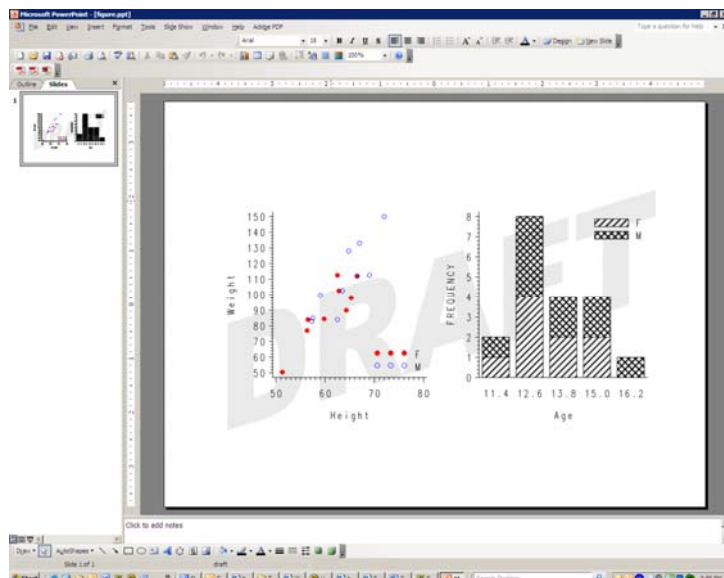 Microsoft PowerPoint - [figure.ppt]
File Edit View Insert Format Tools Slide Show Window Help Adobe PDF
Type a question for help
Arial 18 B I U S Design New Slide
200%
Outline Slides
1
DRAFT
150
140
130
120
110
100
90
80
70
60
50
Weight
50 60 70 80
Height
F
M
8
7
6
5
4
3
2
1
0
FREQUENCY
11.4 12.6 13.8 15.0 16.2
Age
F
M
Click to add notes
Draw AutoShapes
Slide 1 of 1 draft